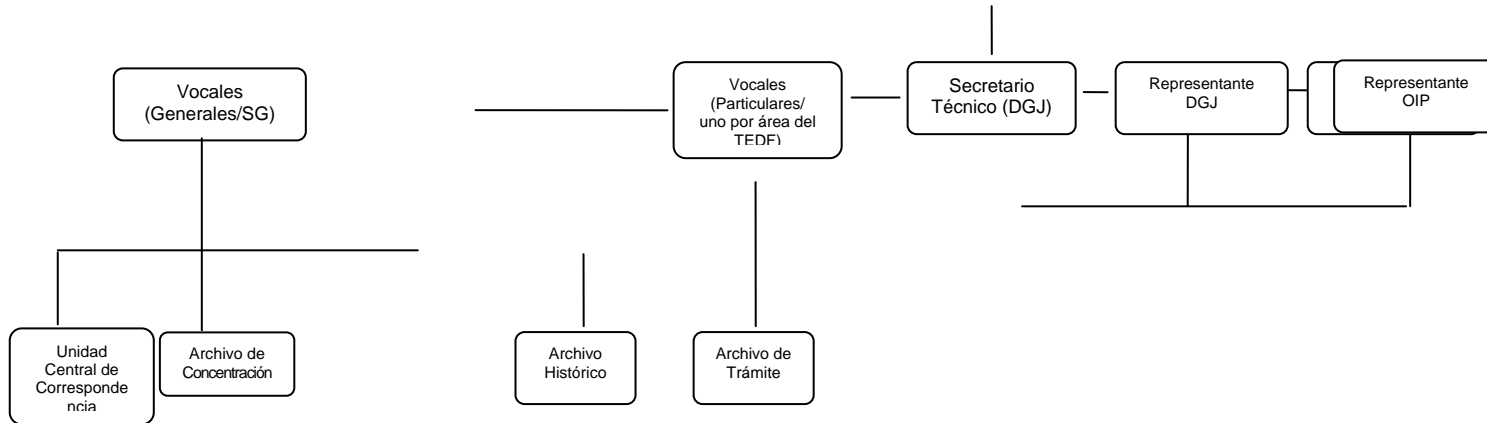 Vocales
(Generales/SG)
Vocales
(Particulares/
uno por área del
TEDF)
Secretario
Técnico (DGJ)
Representante
DGJ
Representante
OIP
Unidad
Central de
Corresponde
ncia
Archivo de
Concentración
Archivo
Histórico
Archivo de
Trámite